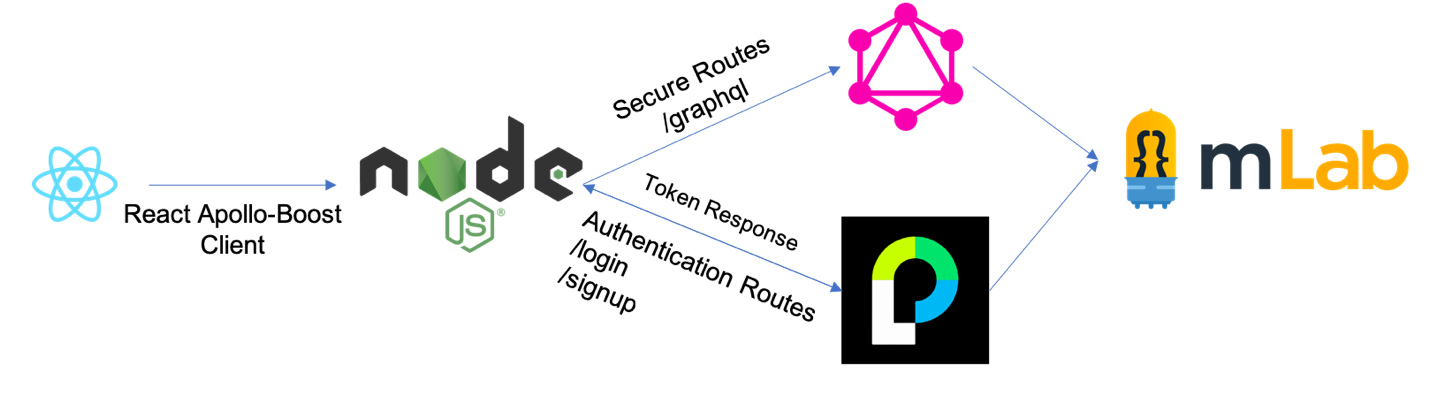 React Apollo-Boost
Client
node
JS®
Secure Routes
/graphql
Token Response
Authentication Routes
/login
/signup
{}
mLab